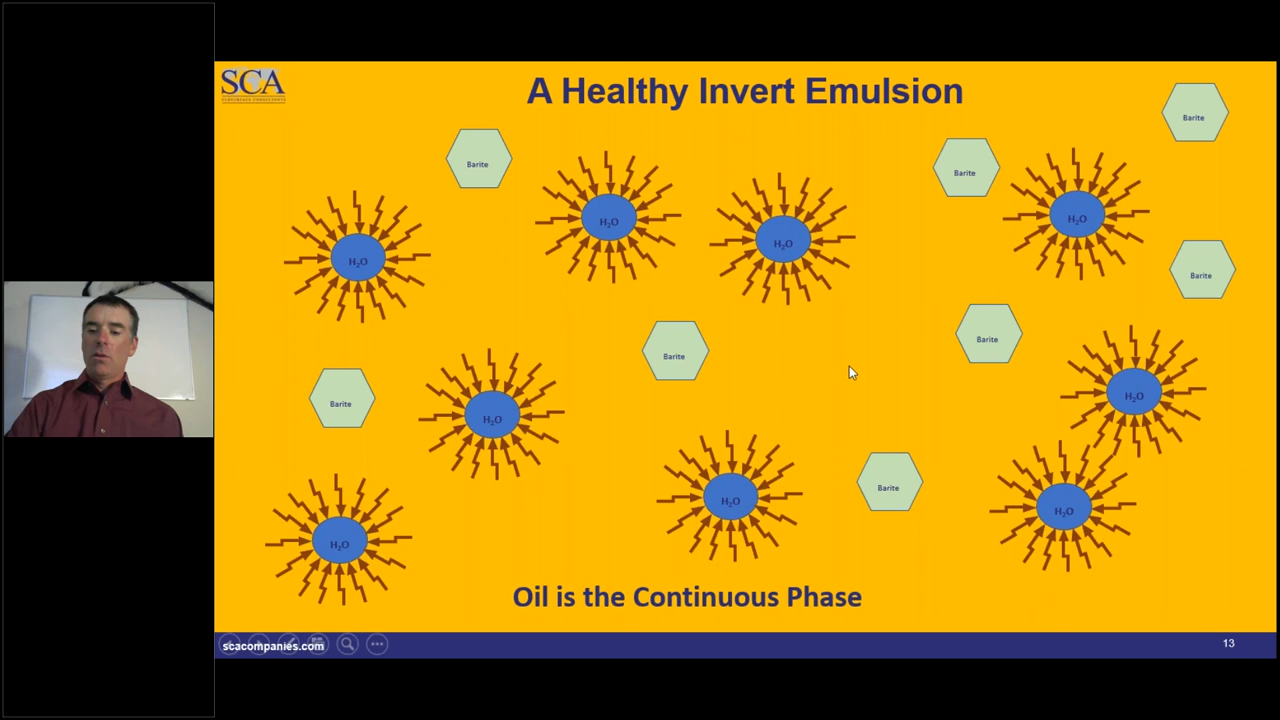 SCA
A Healthy Invert Emulsion
Barite
Barite
Barite
H₂O
H₂O
H₂O
H₂O
Barite
Barite
Barite
Barite
H₂O
Barite
H₂O
H₂O
Barite
H₂O
H₂O
Oil is the Continuous Phase
scacompanies.com
13